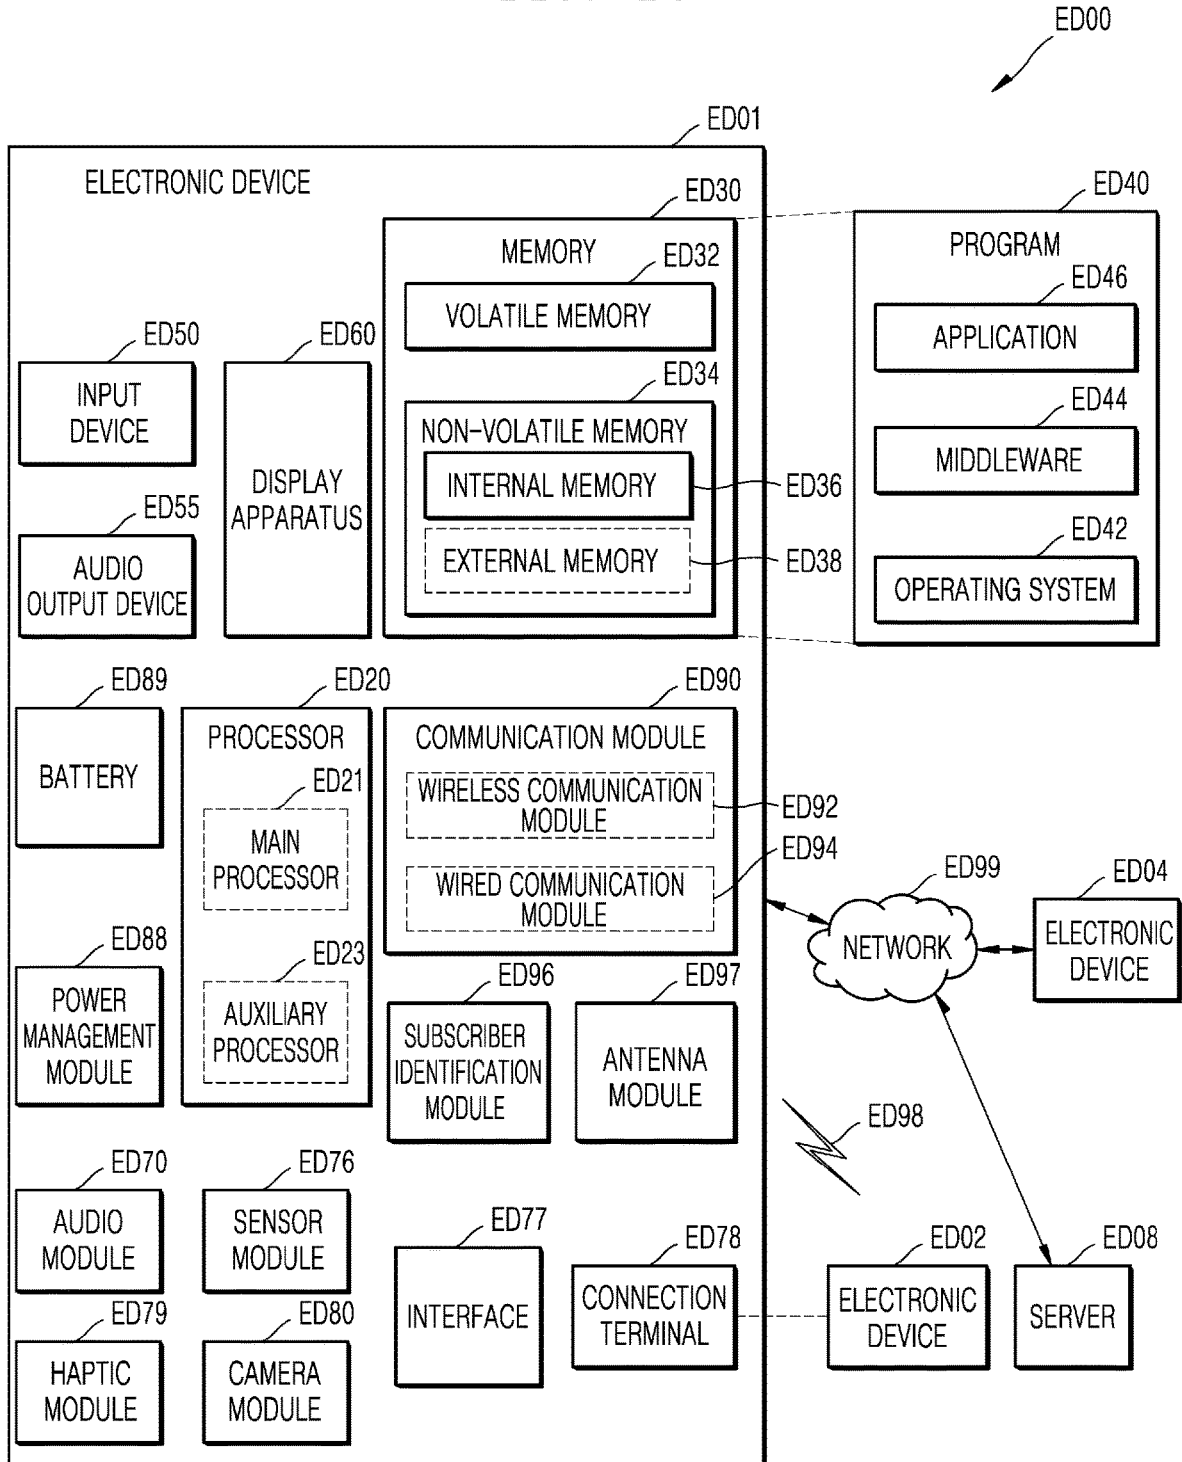 ED00
ED01
ELECTRONIC DEVICE
ED30
MEMORY
ED32
VOLATILE MEMORY
ED34
NON-VOLATILE MEMORY
INTERNAL MEMORY
ED36
EXTERNAL MEMORY
ED38
ED40
PROGRAM
ED46
APPLICATION
ED44
MIDDLEWARE
ED42
OPERATING SYSTEM
ED50
INPUT
DEVICE
ED60
DISPLAY
APPARATUS
ED55
AUDIO
OUTPUT DEVICE
ED89
BATTERY
ED20
PROCESSOR
ED21
MAIN
PROCESSOR
ED23
AUXILIARY
PROCESSOR
ED90
COMMUNICATION MODULE
WIRELESS COMMUNICATION
MODULE
ED92
ED94
WIRED COMMUNICATION
MODULE
ED99
NETWORK
ED04
ELECTRONIC
DEVICE
ED88
POWER
MANAGEMENT
MODULE
ED96
SUBSCRIBER
IDENTIFICATION
MODULE
ED97
ANTENNA
MODULE
ED98
ED70
AUDIO
MODULE
ED76
SENSOR
MODULE
ED77
INTERFACE
ED78
CONNECTION
TERMINAL
ED02
ELECTRONIC
DEVICE
ED08
SERVER
ED79
HAPTIC
MODULE
ED80
CAMERA
MODULE